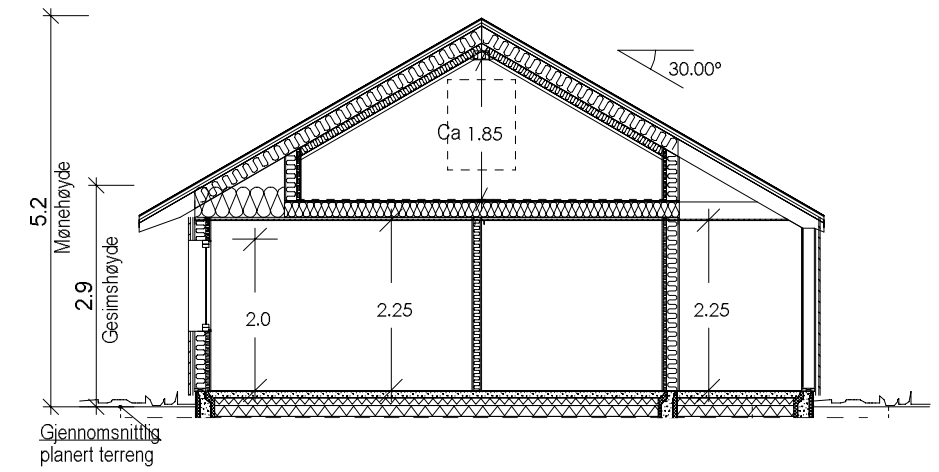 30.00°
Ca 1.85
5.2
Mønehøyde
2.9
Gesimshøyde
2.0
2.25
2.25
Gjennomsnittlig
planert terreng